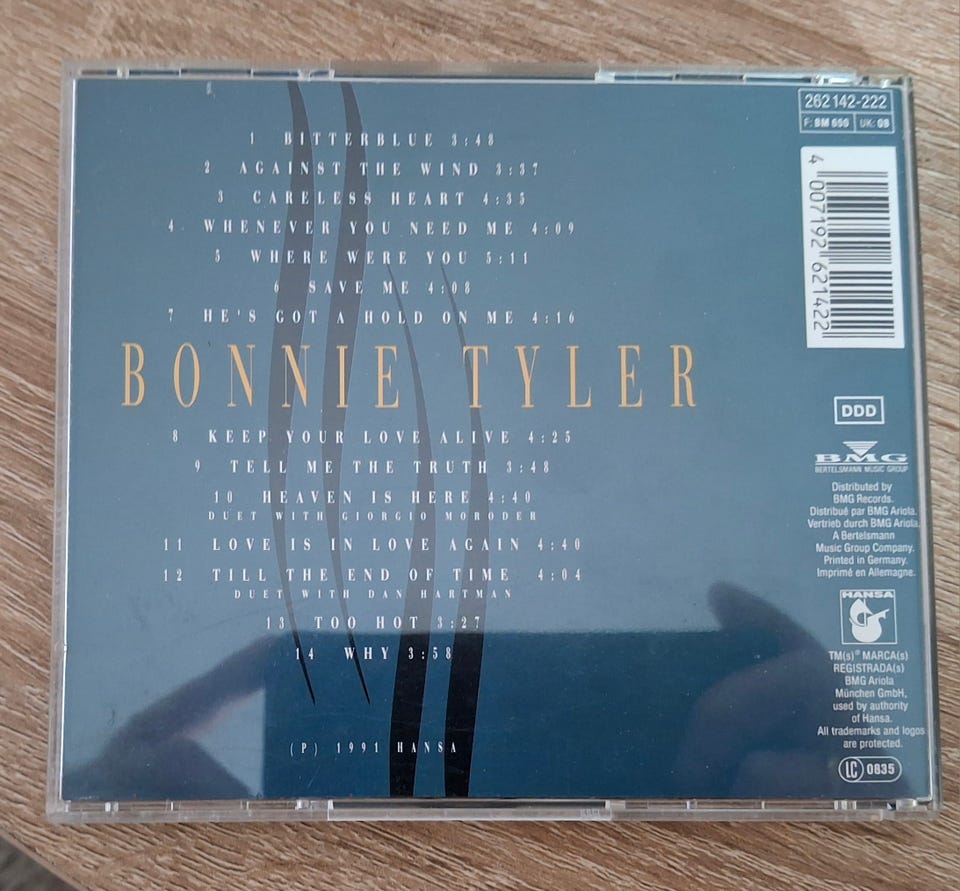 1 BITTERBLUE 3:48
2 AGAINST THE WIND 3:37
3 CARELESS HEART 4:35
4 WHENEVER YOU NEED ME 4:09
5 WHERE WERE YOU 5:11
6 SAVE ME 4:08
7 HE'S GOT A HOLD ON ME 4:16
BONNIE TYLER
8 KEEP YOUR LOVE ALIVE 4:25
9 TELL ME THE TRUTH 3:48
10 HEAVEN IS HERE 4:40
DUET WITH GIORGIO MORODER
11 LOVE IS IN LOVE AGAIN 4:40
12 TILL THE END OF TIME 4:04
DUET WITH DAN HARTMAN
13 TOO HOT 3:27
14 WHY 3:58
(P) 1991 HANSA
262 142-222
F: BM 650 UK: 09
4 007192 621422
DDD
BMG
BERTELSMANN MUSIC GROUP
Distributed by
BMG Records.
Distribué par BMG Ariola.
Vertrieb durch BMG Ariola.
A Bertelsmann
Music Group Company.
Printed in Germany.
Imprimé en Allemagne.
HANSA
TM(s)® MARCA(s)
REGISTRADA(s)
BMG Ariola
München GmbH,
used by authority
of Hansa.
All trademarks and logos
are protected.
LC 0835